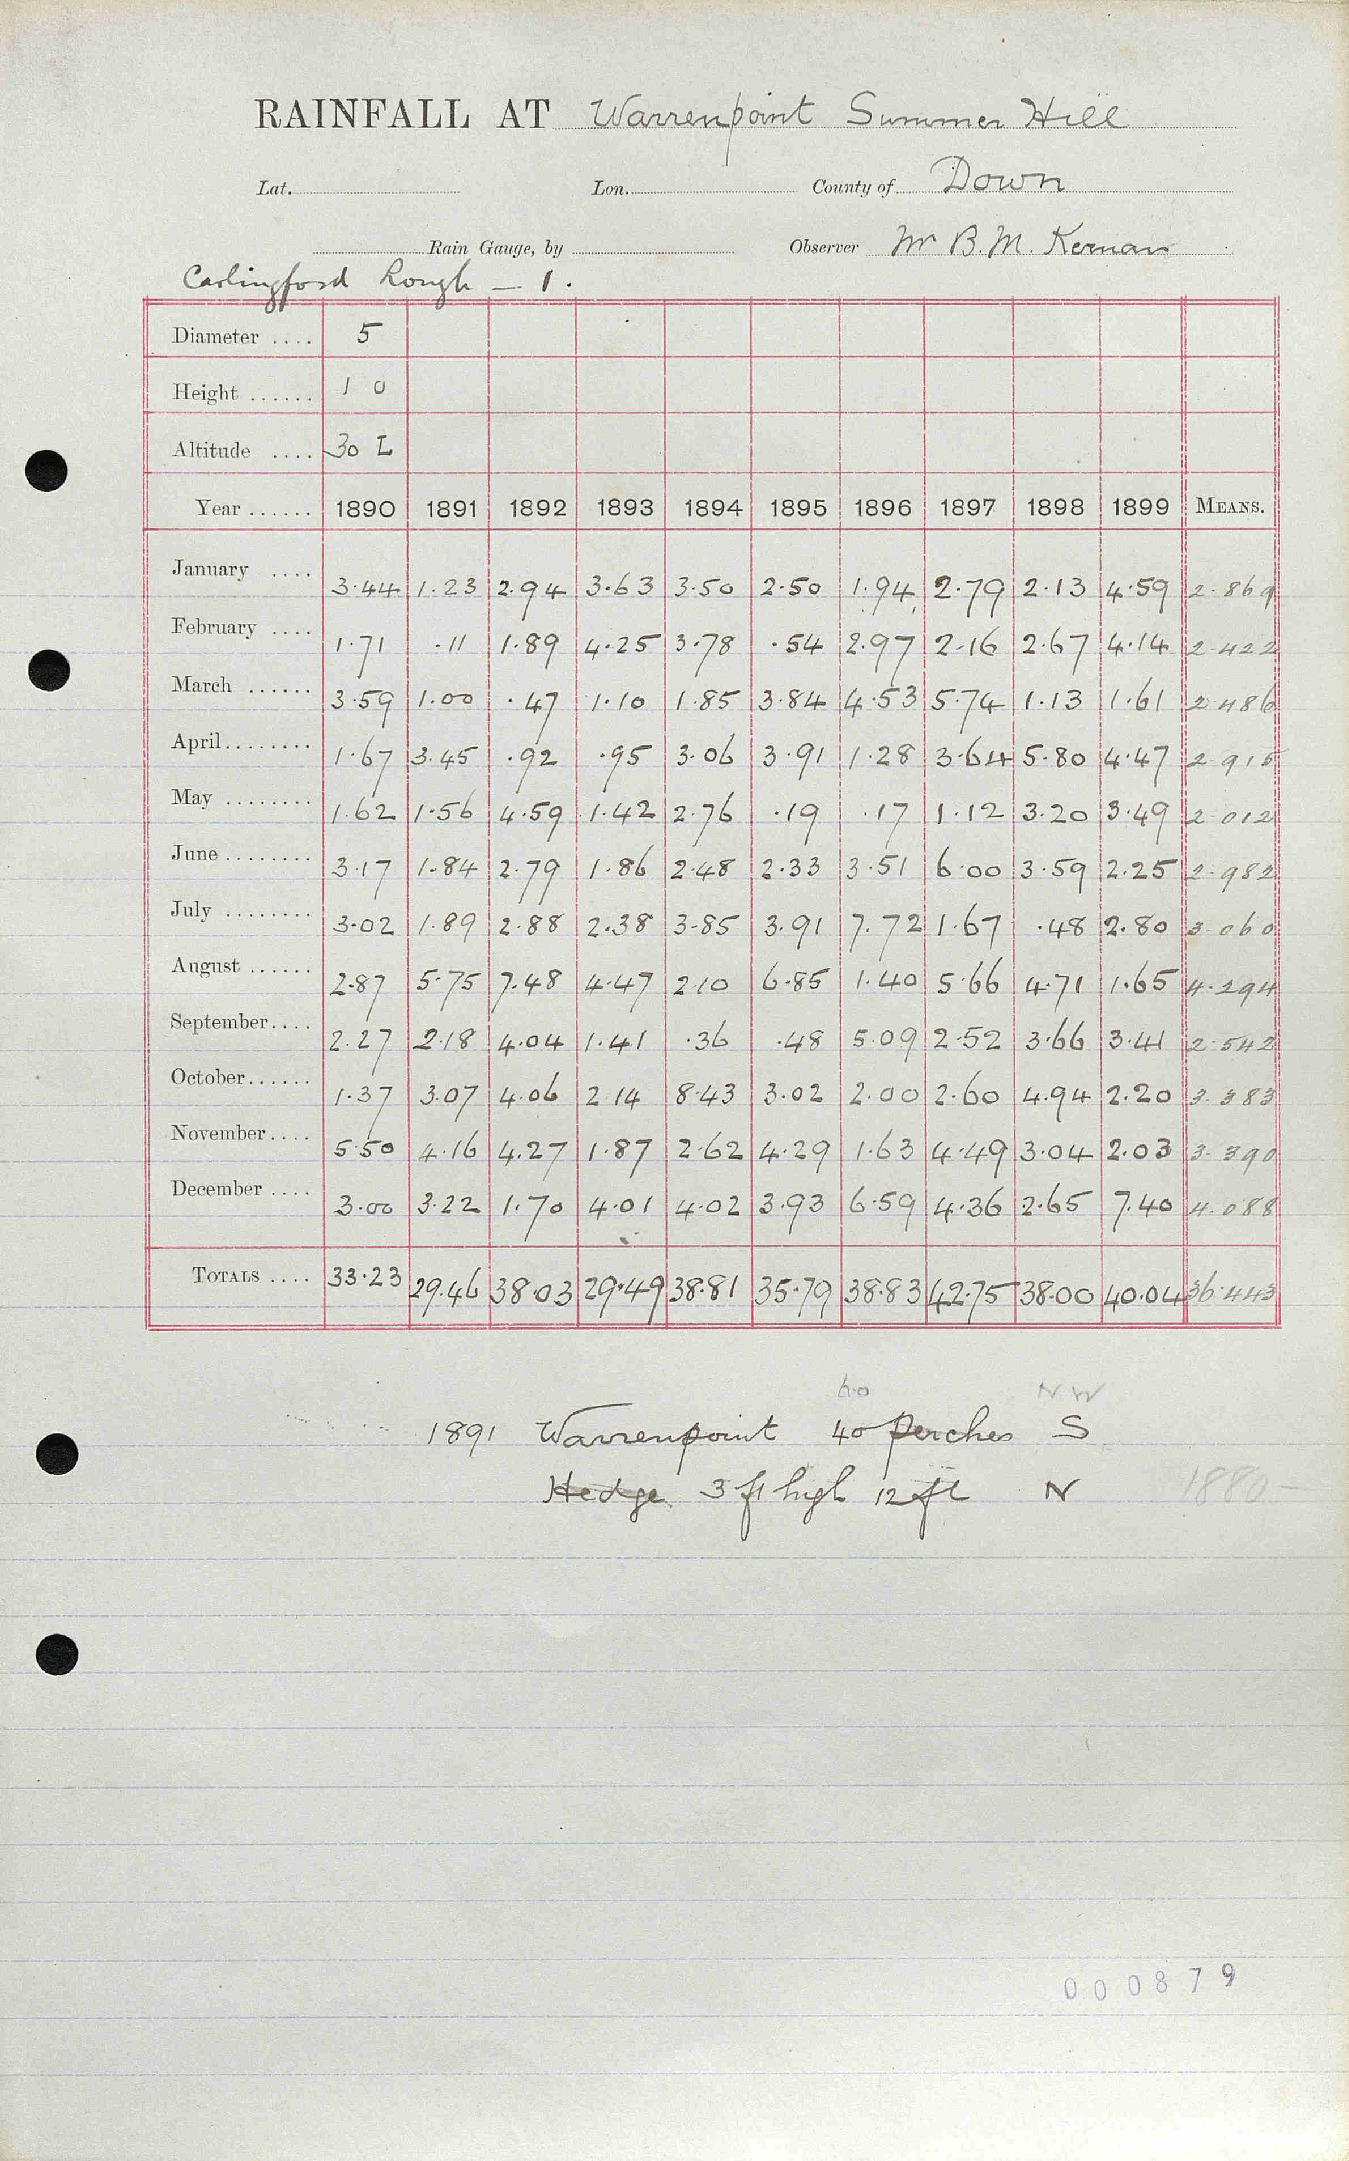 RAINFALL AT Warrenpoint Summer Hill
Lat. Lon. County of Down
Rain Gauge, by Observer Mr B. M. Kernan
Carlingford Lough — 1.
Diameter .... 5
Height ...... 1 0
Altitude .... 30 L
Year ...... 1890 1891 1892 1893 1894 1895 1896 1897 1898 1899 MEANS.
January .... 3.44 1.23 2.94 3.63 3.50 2.50 1.94 2.79 2.13 4.59 2.869
February .... 1.71 .11 1.89 4.25 3.78 .54 2.97 2.16 2.67 4.14 2.422
March ...... 3.59 1.00 .47 1.10 1.85 3.84 4.53 5.74 1.13 1.61 2.486
April........ 1.67 3.45 .92 .95 3.06 3.91 1.28 3.64 5.80 4.47 2.915
May ........ 1.62 1.56 4.59 1.42 2.76 .19 .17 1.12 3.20 3.49 2.012
June ........ 3.17 1.84 2.79 1.86 2.48 2.33 3.51 6.00 3.59 2.25 2.982
July ........ 3.02 1.89 2.88 2.38 3.85 3.91 7.72 1.67 .48 2.80 3.060
August ...... 2.87 5.75 7.48 4.47 2.10 6.85 1.40 5.66 4.71 1.65 4.294
September.... 2.27 2.18 4.04 1.41 .36 .48 5.09 2.52 3.66 3.41 2.542
October...... 1.37 3.07 4.06 2.14 8.43 3.02 2.00 2.60 4.94 2.20 3.383
November.... 5.50 4.16 4.27 1.87 2.62 4.29 1.63 4.49 3.04 2.03 3.390
December .... 3.00 3.22 1.70 4.01 4.02 3.93 6.59 4.36 2.65 7.40 4.088
TOTALS .... 33.23 29.46 38.03 29.49 38.81 35.79 38.83 42.75 38.00 40.04 36.443
NW
1891 Warrenpoint 40 perches S
Hedge 3 ft high 12 ft N 1880 -
000879